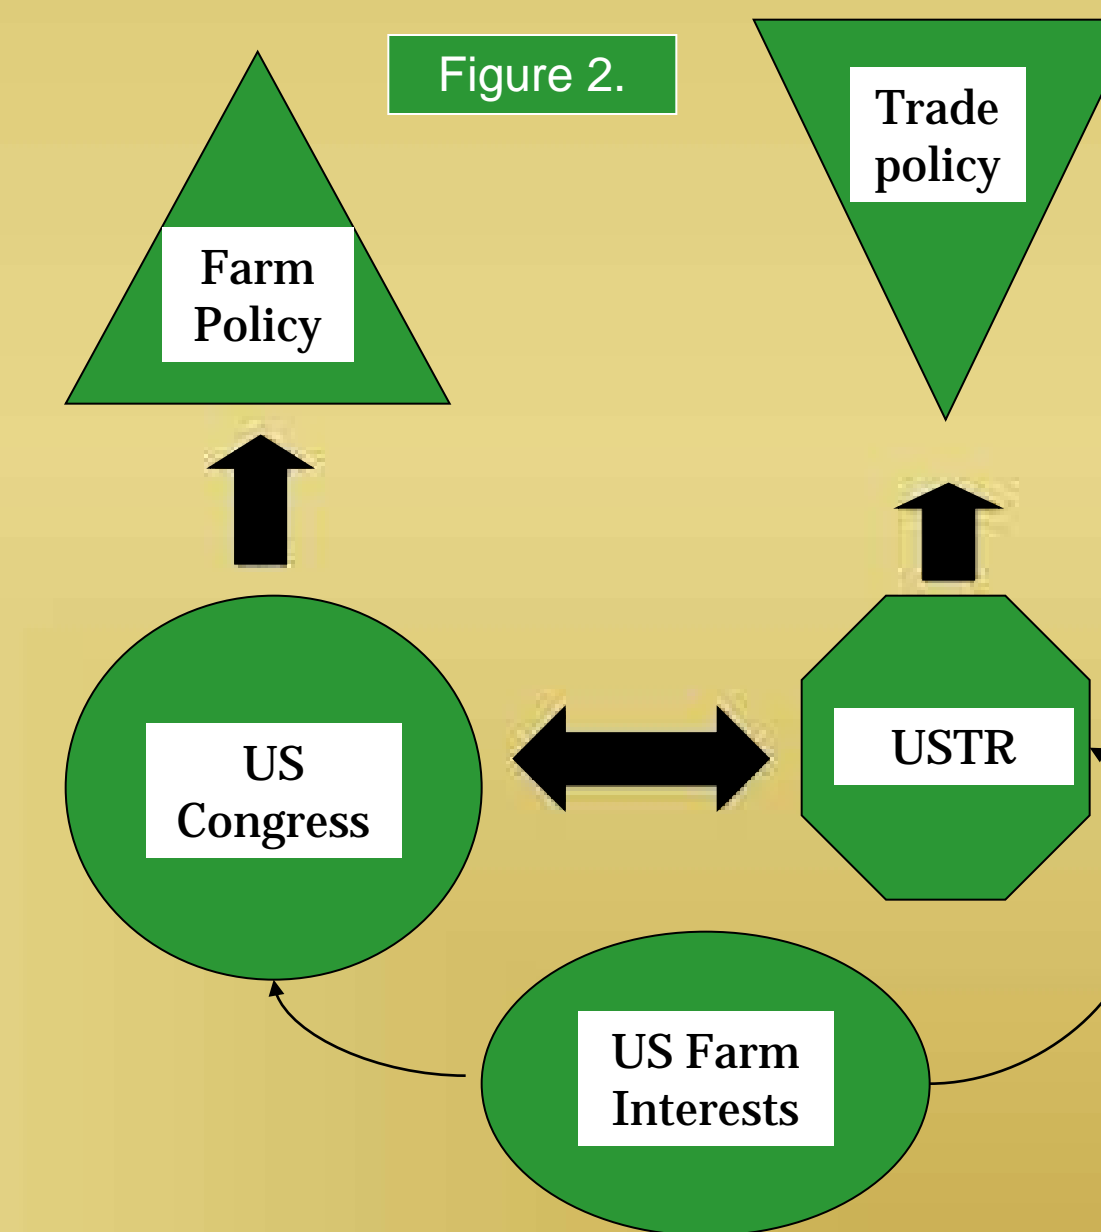 Figure 2.
Trade
policy
Farm
Policy
US
Congress
USTR
US Farm
Interests